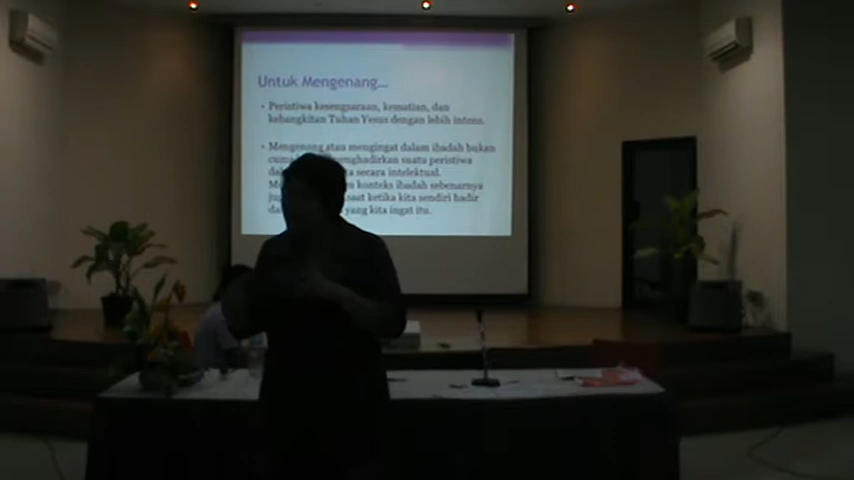 Untuk Mengenang...
• Peristiwa kesengsaraan, kematian, dan
kebangkitan Tuhan Yesus dengan lebih intens.
• Mengenang atau mengingat dalam ibadah bukan
menghadirkan suatu peristiwa
secara intelektual.
konteks ibadah sebenarnya
saat ketika kita sendiri hadir
yang kita ingat itu.